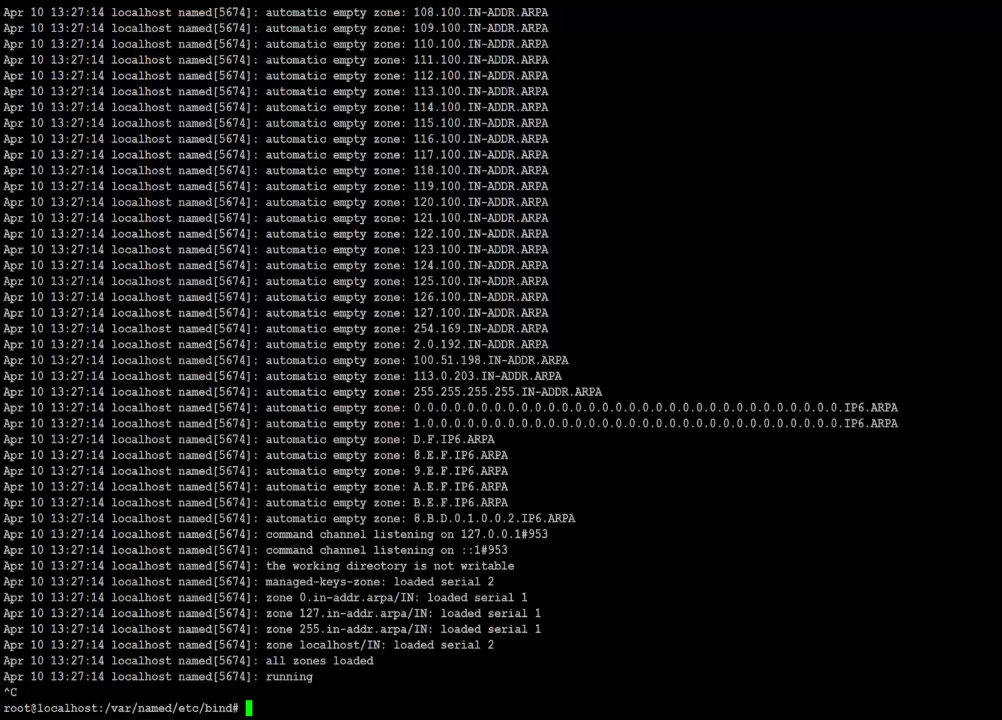 Apr 10 13:27:14 localhost named[5674]: automatic empty zone: 108.100.IN-ADDR.ARPA
Apr 10 13:27:14 localhost named[5674]: automatic empty zone: 109.100.IN-ADDR.ARPA
Apr 10 13:27:14 localhost named[5674]: automatic empty zone: 110.100.IN-ADDR.ARPA
Apr 10 13:27:14 localhost named[5674]: automatic empty zone: 111.100.IN-ADDR.ARPA
Apr 10 13:27:14 localhost named[5674]: automatic empty zone: 112.100.IN-ADDR.ARPA
Apr 10 13:27:14 localhost named[5674]: automatic empty zone: 113.100.IN-ADDR.ARPA
Apr 10 13:27:14 localhost named[5674]: automatic empty zone: 114.100.IN-ADDR.ARPA
Apr 10 13:27:14 localhost named[5674]: automatic empty zone: 115.100.IN-ADDR.ARPA
Apr 10 13:27:14 localhost named[5674]: automatic empty zone: 116.100.IN-ADDR.ARPA
Apr 10 13:27:14 localhost named[5674]: automatic empty zone: 117.100.IN-ADDR.ARPA
Apr 10 13:27:14 localhost named[5674]: automatic empty zone: 118.100.IN-ADDR.ARPA
Apr 10 13:27:14 localhost named[5674]: automatic empty zone: 119.100.IN-ADDR.ARPA
Apr 10 13:27:14 localhost named[5674]: automatic empty zone: 120.100.IN-ADDR.ARPA
Apr 10 13:27:14 localhost named[5674]: automatic empty zone: 121.100.IN-ADDR.ARPA
Apr 10 13:27:14 localhost named[5674]: automatic empty zone: 122.100.IN-ADDR.ARPA
Apr 10 13:27:14 localhost named[5674]: automatic empty zone: 123.100.IN-ADDR.ARPA
Apr 10 13:27:14 localhost named[5674]: automatic empty zone: 124.100.IN-ADDR.ARPA
Apr 10 13:27:14 localhost named[5674]: automatic empty zone: 125.100.IN-ADDR.ARPA
Apr 10 13:27:14 localhost named[5674]: automatic empty zone: 126.100.IN-ADDR.ARPA
Apr 10 13:27:14 localhost named[5674]: automatic empty zone: 127.100.IN-ADDR.ARPA
Apr 10 13:27:14 localhost named[5674]: automatic empty zone: 254.169.IN-ADDR.ARPA
Apr 10 13:27:14 localhost named[5674]: automatic empty zone: 2.0.192.IN-ADDR.ARPA
Apr 10 13:27:14 localhost named[5674]: automatic empty zone: 100.51.198.IN-ADDR.ARPA
Apr 10 13:27:14 localhost named[5674]: automatic empty zone: 113.0.203.IN-ADDR.ARPA
Apr 10 13:27:14 localhost named[5674]: automatic empty zone: 255.255.255.255.IN-ADDR.ARPA
Apr 10 13:27:14 localhost named[5674]: automatic empty zone: 0.0.0.0.0.0.0.0.0.0.0.0.0.0.0.0.0.0.0.0.0.0.0.0.0.0.0.0.0.0.0.0.IP6.ARPA
Apr 10 13:27:14 localhost named[5674]: automatic empty zone: 1.0.0.0.0.0.0.0.0.0.0.0.0.0.0.0.0.0.0.0.0.0.0.0.0.0.0.0.0.0.0.0.IP6.ARPA
Apr 10 13:27:14 localhost named[5674]: automatic empty zone: D.F.IP6.ARPA
Apr 10 13:27:14 localhost named[5674]: automatic empty zone: 8.E.F.IP6.ARPA
Apr 10 13:27:14 localhost named[5674]: automatic empty zone: 9.E.F.IP6.ARPA
Apr 10 13:27:14 localhost named[5674]: automatic empty zone: A.E.F.IP6.ARPA
Apr 10 13:27:14 localhost named[5674]: automatic empty zone: B.E.F.IP6.ARPA
Apr 10 13:27:14 localhost named[5674]: automatic empty zone: 8.B.D.0.1.0.0.2.IP6.ARPA
Apr 10 13:27:14 localhost named[5674]: command channel listening on 127.0.0.1#953
Apr 10 13:27:14 localhost named[5674]: command channel listening on ::1#953
Apr 10 13:27:14 localhost named[5674]: the working directory is not writable
Apr 10 13:27:14 localhost named[5674]: managed-keys-zone: loaded serial 2
Apr 10 13:27:14 localhost named[5674]: zone 0.in-addr.arpa/IN: loaded serial 1
Apr 10 13:27:14 localhost named[5674]: zone 127.in-addr.arpa/IN: loaded serial 1
Apr 10 13:27:14 localhost named[5674]: zone 255.in-addr.arpa/IN: loaded serial 1
Apr 10 13:27:14 localhost named[5674]: zone localhost/IN: loaded serial 2
Apr 10 13:27:14 localhost named[5674]: all zones loaded
Apr 10 13:27:14 localhost named[5674]: running
^C
root@localhost:/var/named/etc/bind#